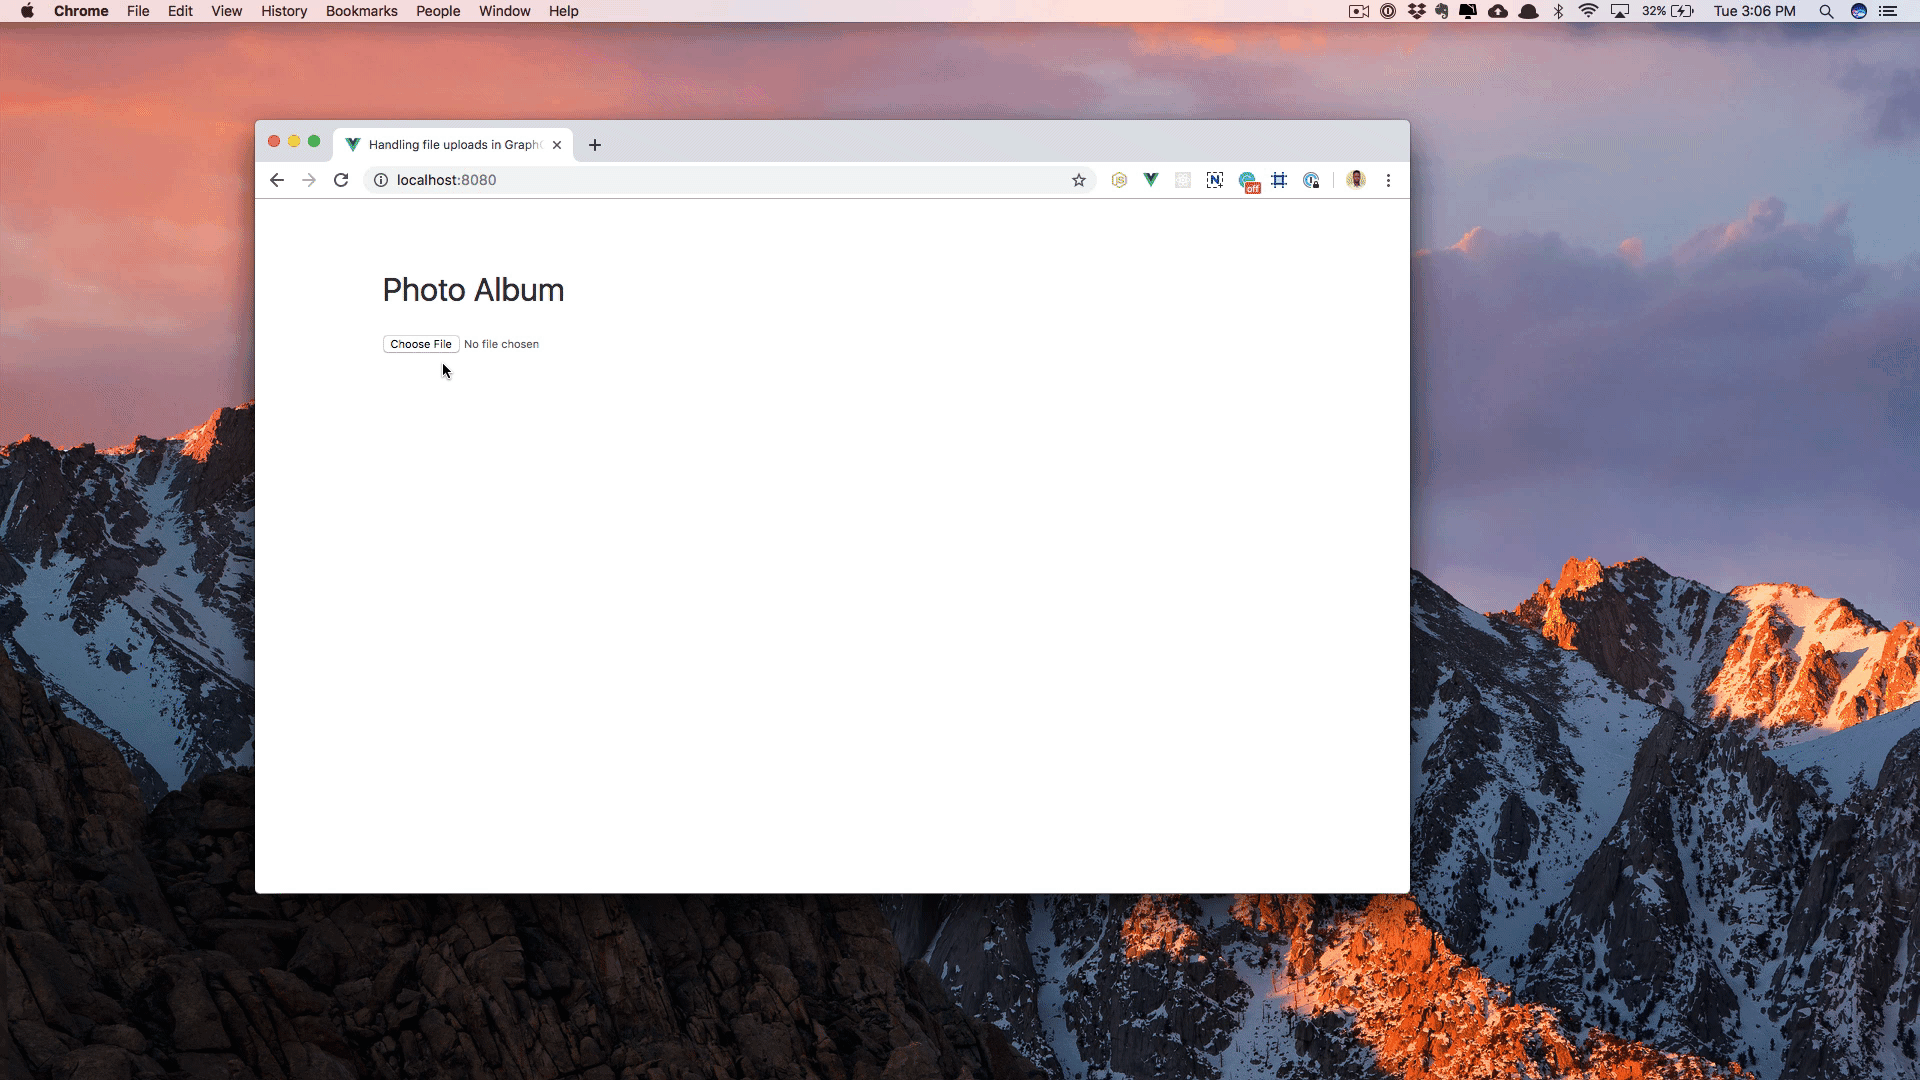 Chrome File Edit View History Bookmarks People Window Help 32% Tue 3:06 PM
Handling file uploads in Graph
localhost:8080
off
Photo Album
Choose File No file chosen